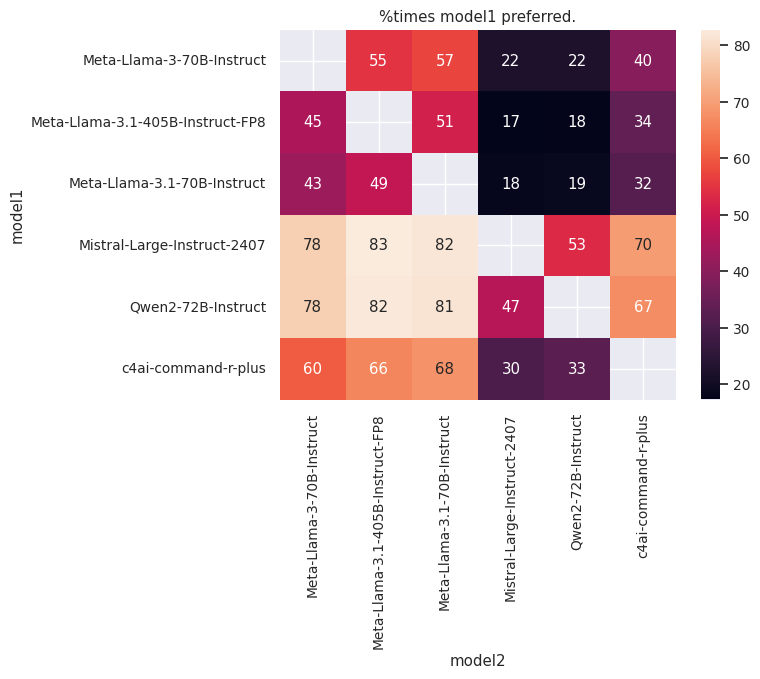 %times model1 preferred.
Meta-Llama-3-70B-Instruct 55 57 22 22 40
Meta-Llama-3.1-405B-Instruct-FP8 45 51 17 18 34
Meta-Llama-3.1-70B-Instruct 43 49 18 19 32
Mistral-Large-Instruct-2407 78 83 82 53 70
Qwen2-72B-Instruct 78 82 81 47 67
c4ai-command-r-plus 60 66 68 30 33
model1
80
70
60
50
40
30
20
Meta-Llama-3-70B-Instruct
Meta-Llama-3.1-405B-Instruct-FP8
Meta-Llama-3.1-70B-Instruct
Mistral-Large-Instruct-2407
Qwen2-72B-Instruct
c4ai-command-r-plus
model2